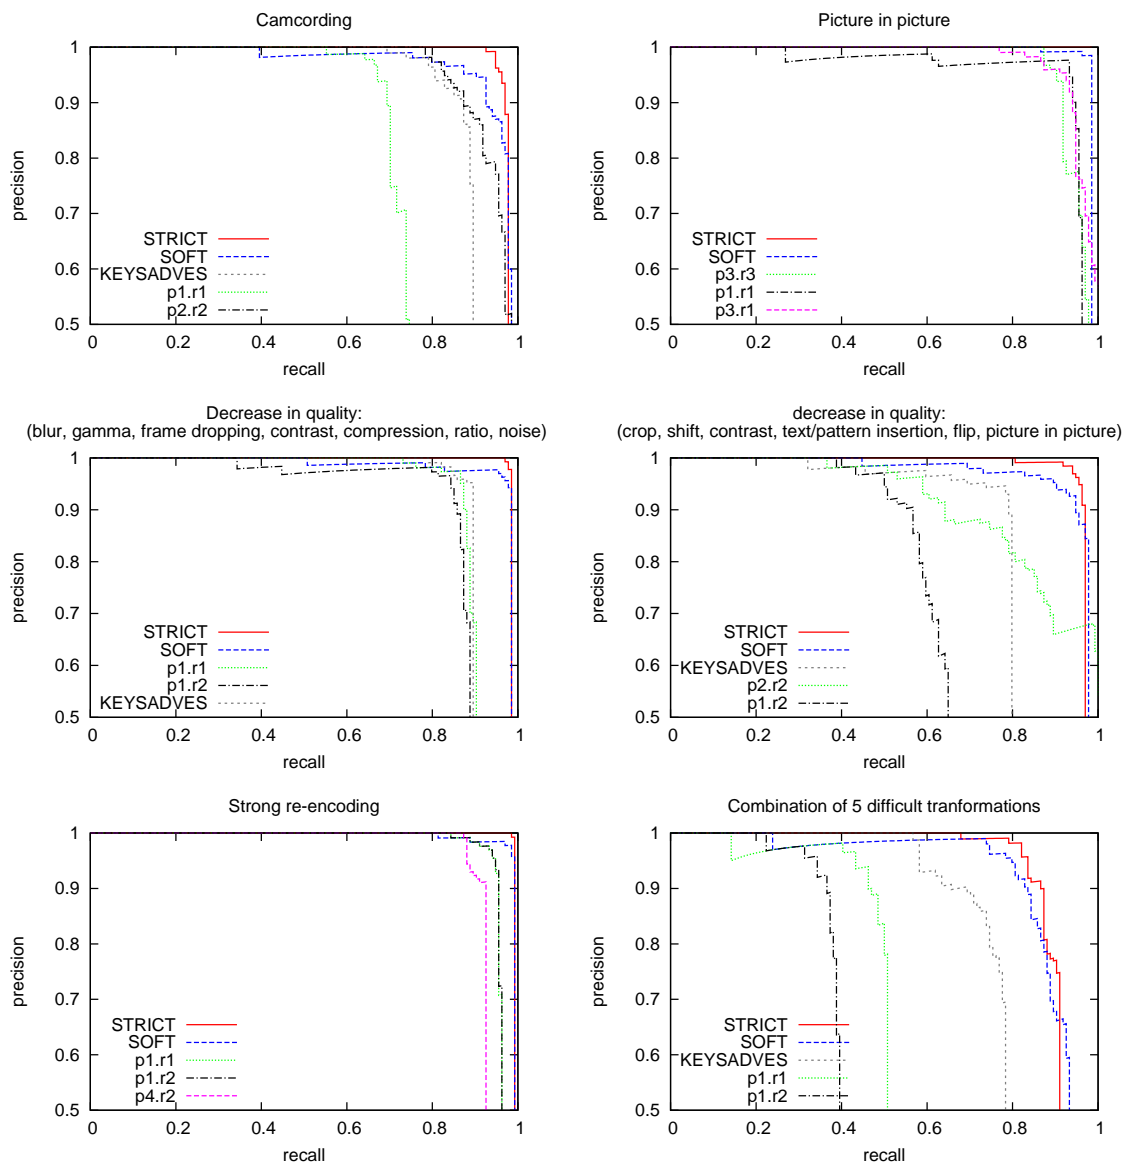 Camcording
precision
1
0.9
0.8
0.7
0.6
0.5
STRICT
SOFT
KEYSADVES
p1.r1
p2.r2
0 0.2 0.4 0.6 0.8 1
recall
Picture in picture
precision
1
0.9
0.8
0.7
0.6
0.5
STRICT
SOFT
p3.r3
p1.r1
p3.r1
0 0.2 0.4 0.6 0.8 1
recall
Decrease in quality:
(blur, gamma, frame dropping, contrast, compression, ratio, noise)
precision
1
0.9
0.8
0.7
0.6
0.5
STRICT
SOFT
p1.r1
p1.r2
KEYSADVES
0 0.2 0.4 0.6 0.8 1
recall
decrease in quality:
(crop, shift, contrast, text/pattern insertion, flip, picture in picture)
precision
1
0.9
0.8
0.7
0.6
0.5
STRICT
SOFT
KEYSADVES
p2.r2
p1.r2
0 0.2 0.4 0.6 0.8 1
recall
Strong re-encoding
precision
1
0.9
0.8
0.7
0.6
0.5
STRICT
SOFT
p1.r1
p1.r2
p4.r2
0 0.2 0.4 0.6 0.8 1
recall
Combination of 5 difficult tranformations
precision
1
0.9
0.8
0.7
0.6
0.5
STRICT
SOFT
KEYSADVES
p1.r1
p1.r2
0 0.2 0.4 0.6 0.8 1
recall